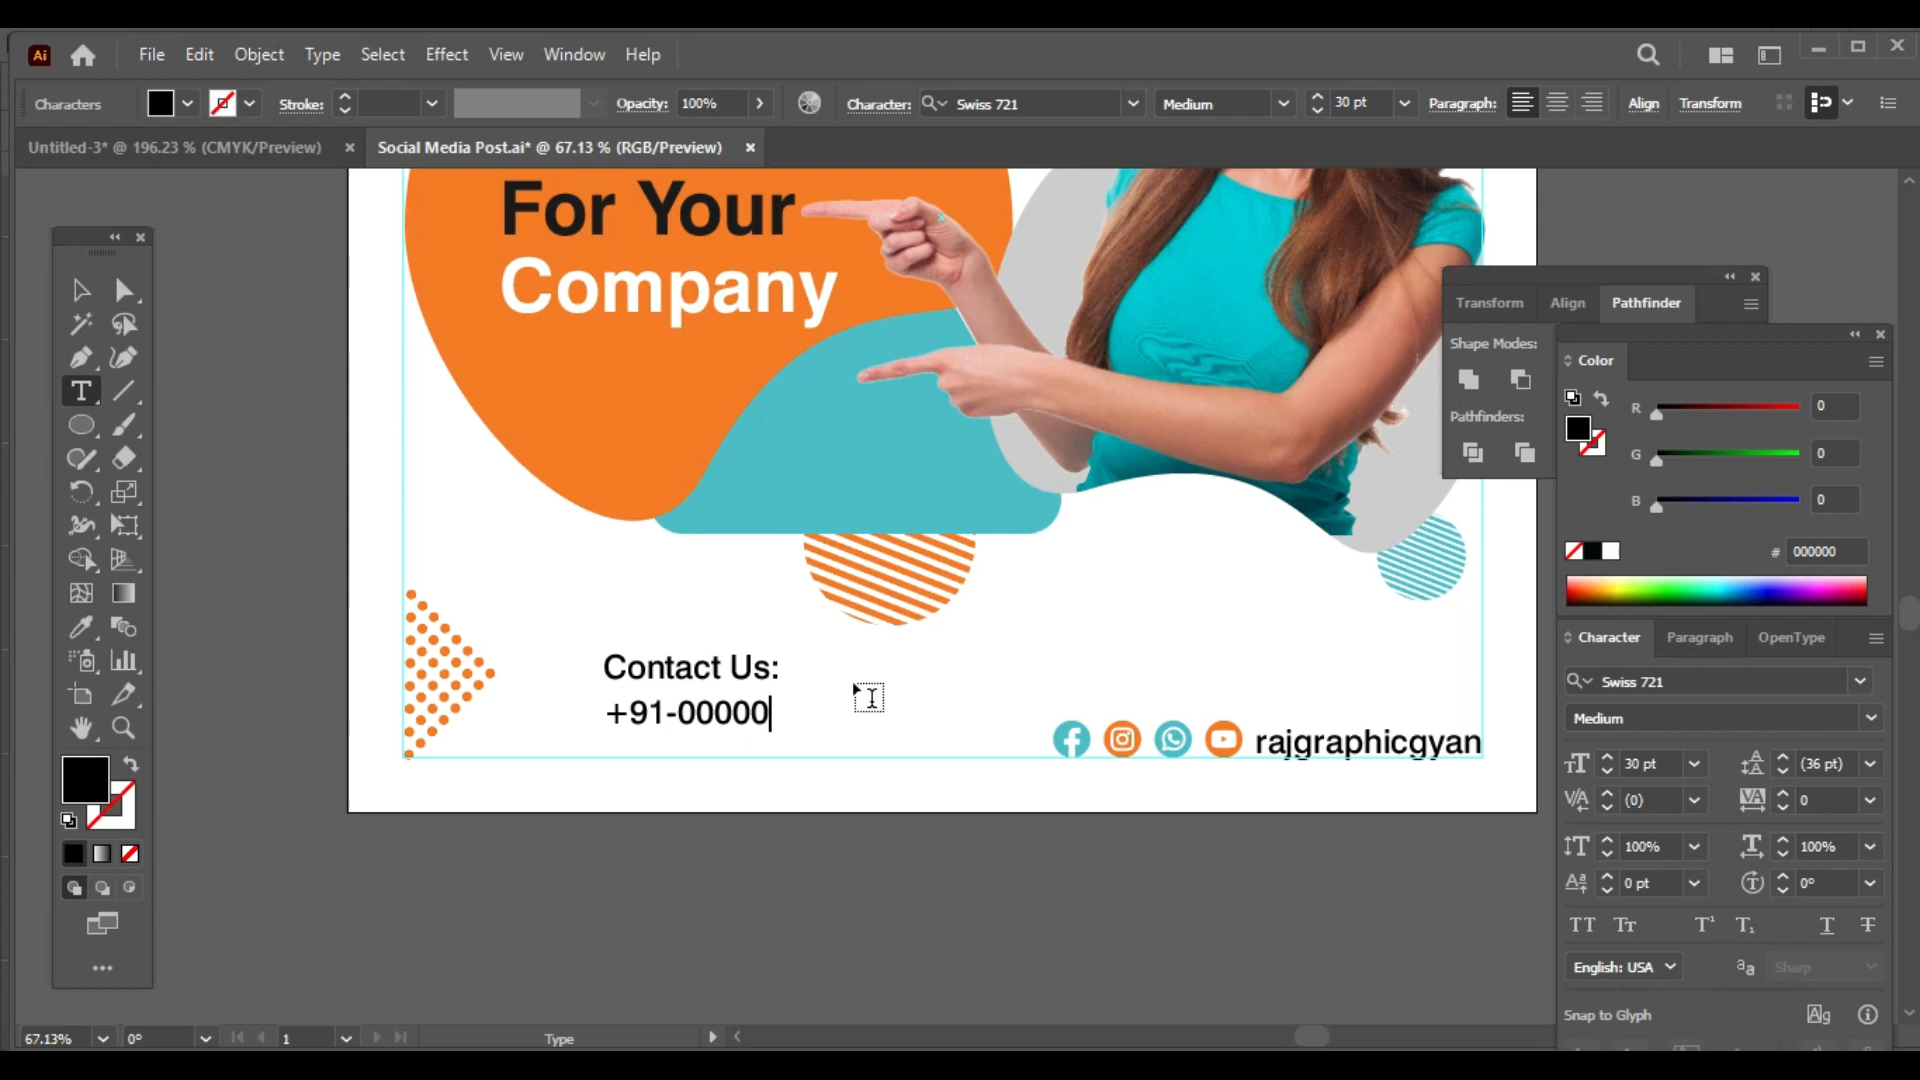 Ai File Edit Object Type Select Effect View Window Help
Characters Stroke: Opacity: 100% Character: Swiss 721 Medium 30 pt Paragraph: Align Transform
Untitled-3* @ 196.23 % (CMYK/Preview) Social Media Post.ai* @ 67.13 % (RGB/Preview)
For Your
Company
Contact Us:
+91-00000
rajgraphicgyan
Transform Align Pathfinder
Shape Modes:
Pathfinders:
Color
R 0
G 0
B 0
# 000000
Character Paragraph OpenType
Swiss 721
Medium
30 pt (36 pt)
(0) 0
100% 100%
0 pt 0°
English: USA Sharp
Snap to Glyph
67.13% 0° 1 Type